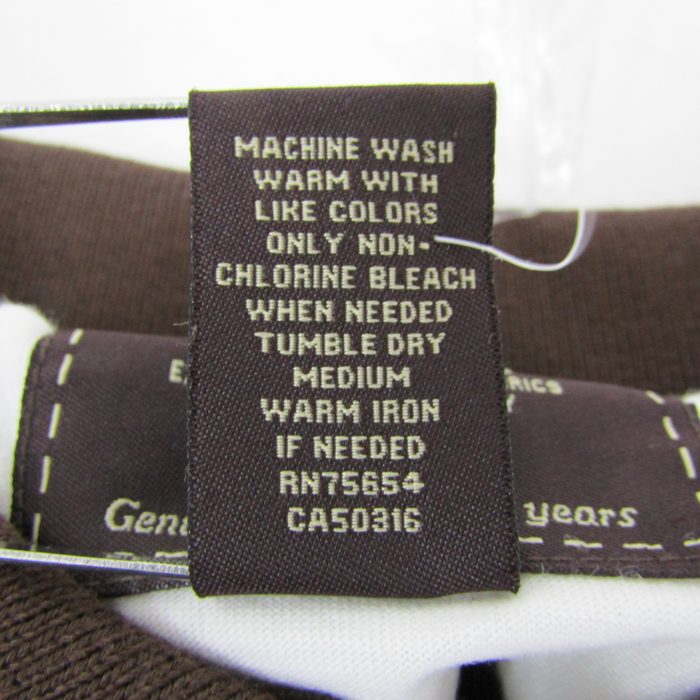 MACHINE WASH
WARM WITH
LIKE COLORS
ONLY NON-
CHLORINE BLEACH
WHEN NEEDED
TUMBLE DRY
MEDIUM
WARM IRON
IF NEEDED
RN75654
CA50316
years